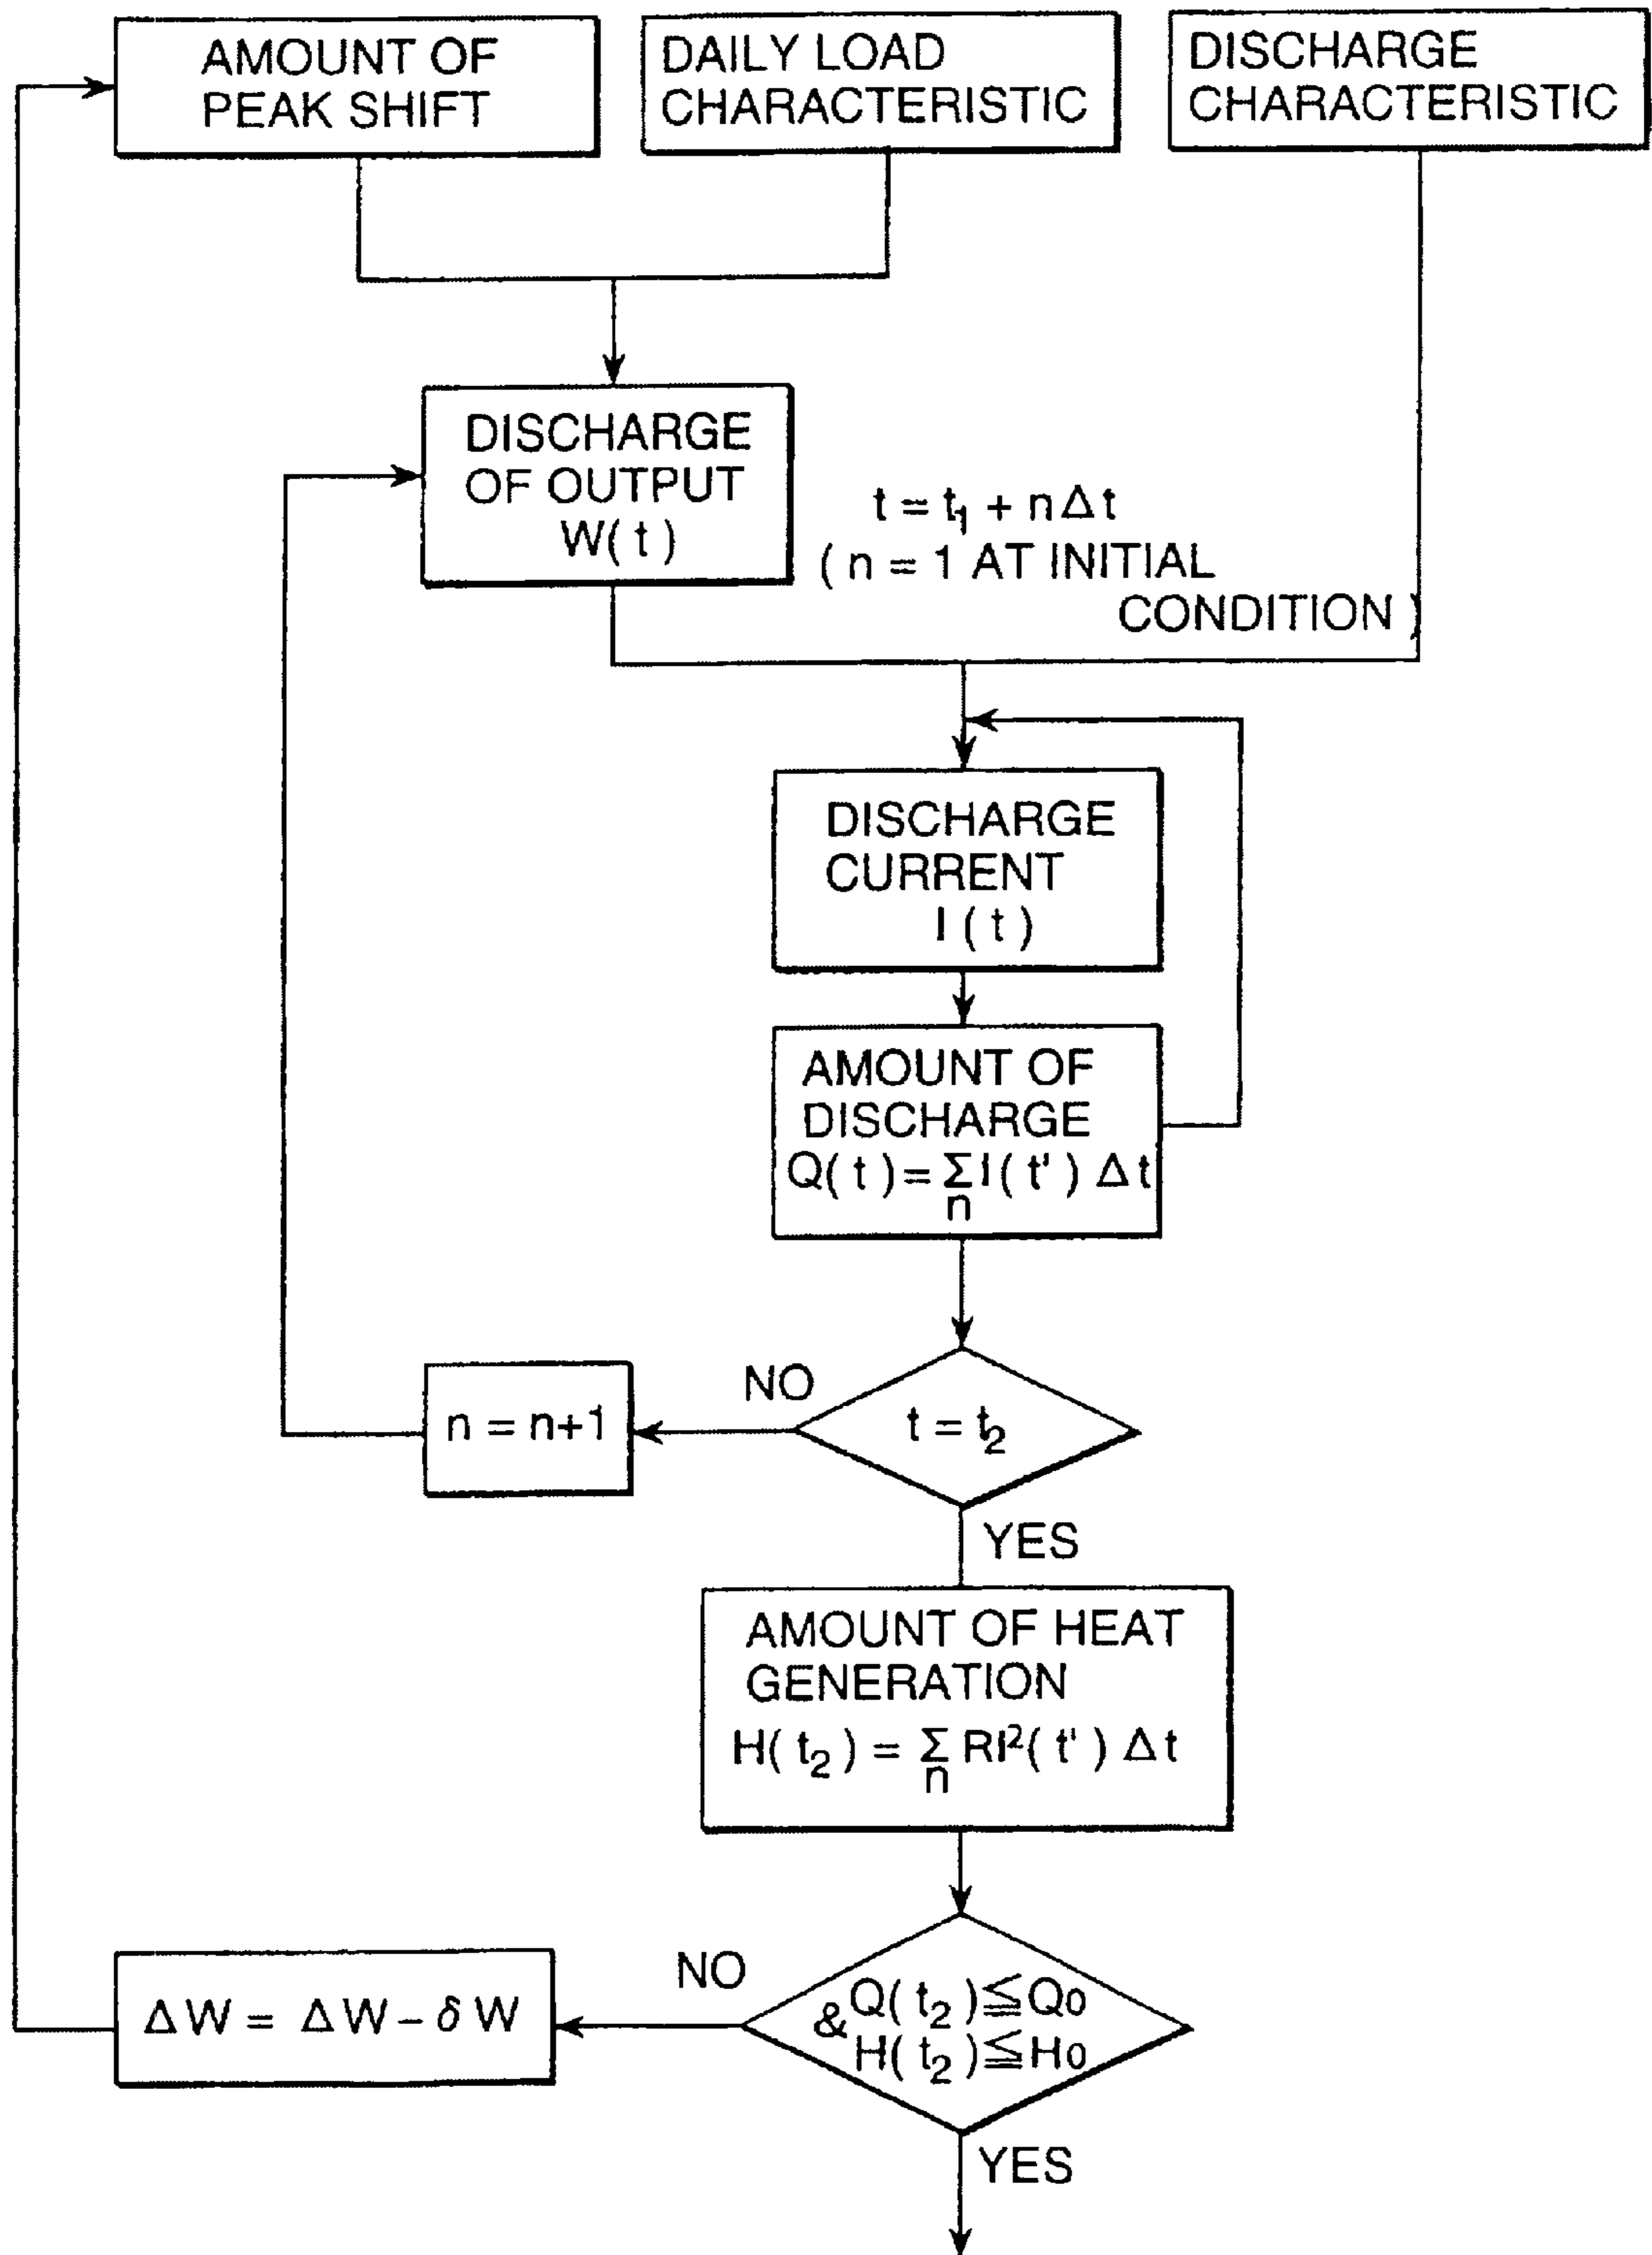 AMOUNT OF
PEAK SHIFT
DAILY LOAD
CHARACTERISTIC
DISCHARGE
CHARACTERISTIC
DISCHARGE
OF OUTPUT
W(t)
t = t₁ + nΔt
(n = 1 AT INITIAL
CONDITION)
DISCHARGE
CURRENT
I(t)
AMOUNT OF
DISCHARGE
Q(t) = Σ I(t') Δt
n
NO
t = t₂
n = n+1
YES
AMOUNT OF HEAT
GENERATION
H(t₂) = Σ RI²(t') Δt
n
NO
Q(t₂) ≦ Q₀
& H(t₂) ≦ H₀
ΔW = ΔW − δW
YES